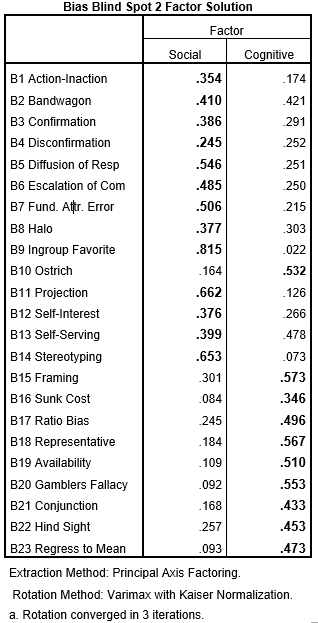 Bias Blind Spot 2 Factor Solution
Factor
Social Cognitive
B1 Action-Inaction .354 .174
B2 Bandwagon .410 .421
B3 Confirmation .386 .291
B4 Disconfirmation .245 .252
B5 Diffusion of Resp .546 .251
B6 Escalation of Com .485 .250
B7 Fund. Attr. Error .506 .215
B8 Halo .377 .303
B9 Ingroup Favorite .815 .022
B10 Ostrich .164 .532
B11 Projection .662 .126
B12 Self-Interest .376 .266
B13 Self-Serving .399 .478
B14 Stereotyping .653 .073
B15 Framing .301 .573
B16 Sunk Cost .084 .346
B17 Ratio Bias .245 .496
B18 Representative .184 .567
B19 Availability .109 .510
B20 Gamblers Fallacy .092 .553
B21 Conjunction .168 .433
B22 Hind Sight .257 .453
B23 Regress to Mean .093 .473
Extraction Method: Principal Axis Factoring.
Rotation Method: Varimax with Kaiser Normalization.
a. Rotation converged in 3 iterations.